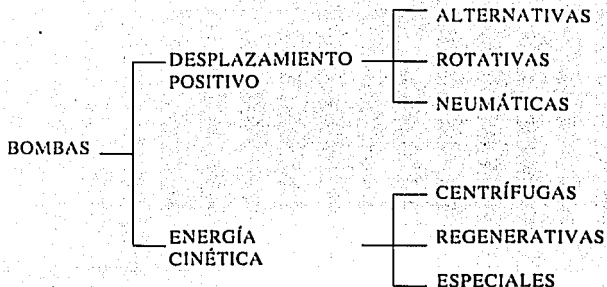 ALTERNATIVAS
DESPLAZAMIENTO
POSITIVO
ROTATIVAS
NEUMÁTICAS
BOMBAS
CENTRÍFUGAS
ENERGÍA
CINÉTICA
REGENERATIVAS
ESPECIALES